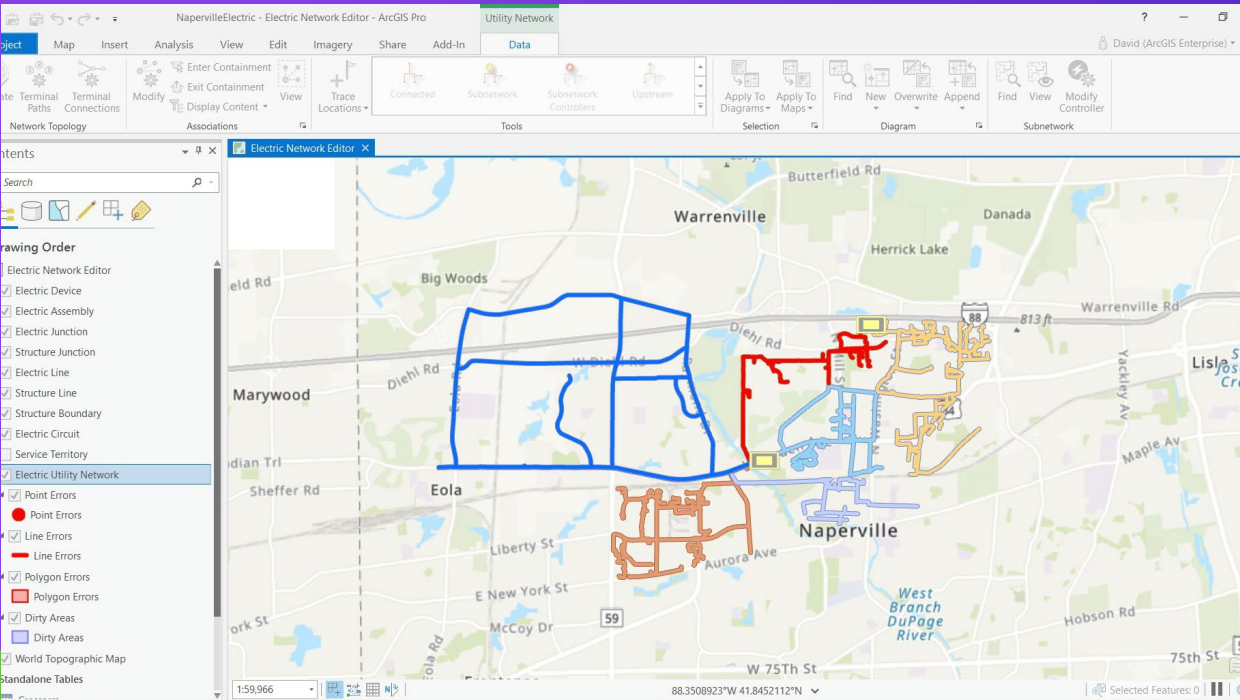 NapervilleElectric - Electric Network Editor - ArcGIS Pro
Utility Network
?
oject
Map
Insert
Analysis
View
Edit
Imagery
Share
Add-In
Data
David (ArcGIS Enterprise)
ate
Terminal Paths
Terminal Connections
Network Topology
Modify
Enter Containment
Exit Containment
Display Content
View
Associations
Trace Locations
Connected
Subnetwork
Subnetwork Controllers
Upstream
Tools
Apply To Diagrams
Apply To Maps
Selection
Find
New
Overwrite
Append
Diagram
Find
View
Modify Controller
Subnetwork
ntents
Search
rawing Order
Electric Network Editor
Electric Device
Electric Assembly
Electric Junction
Structure Junction
Electric Line
Structure Line
Structure Boundary
Electric Circuit
Service Territory
Electric Utility Network
Point Errors
Point Errors
Line Errors
Line Errors
Polygon Errors
Polygon Errors
Dirty Areas
Dirty Areas
World Topographic Map
Standalone Tables
Electric Network Editor
Butterfield Rd
Warrenville
Danada
Herrick Lake
Big Woods
eld Rd
Warrenville Rd
88
813 ft
Diehl Rd
W Diehl Rd
Diehl Rd
Eola Rd
Marywood
Yackley Av
Lisle
Maple Av
dian Trl
Sheffer Rd
Eola
Naperville
Liberty St
Aurora Ave
E New York St
59
McCoy Dr
West
Branch
DuPage
River
Hobson Rd
ork St
ola Rd
W 75Th St
75th St
1:59,966
88.3508923°W 41.8452112°N
Selected Features: 0